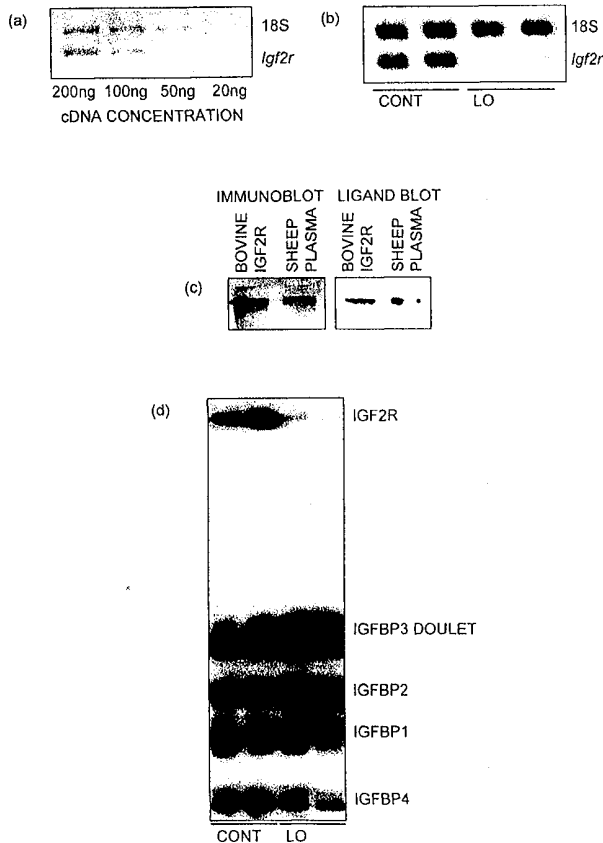 (a)
18S
Igf2r
200ng 100ng 50ng 20ng
cDNA CONCENTRATION
(b)
18S
Igf2r
CONT LO
(c)
IMMUNOBLOT LIGAND BLOT
BOVINE
IGF2R
SHEEP
PLASMA
BOVINE
IGF2R
SHEEP
PLASMA
(d)
IGF2R
IGFBP3 DOULET
IGFBP2
IGFBP1
IGFBP4
CONT LO